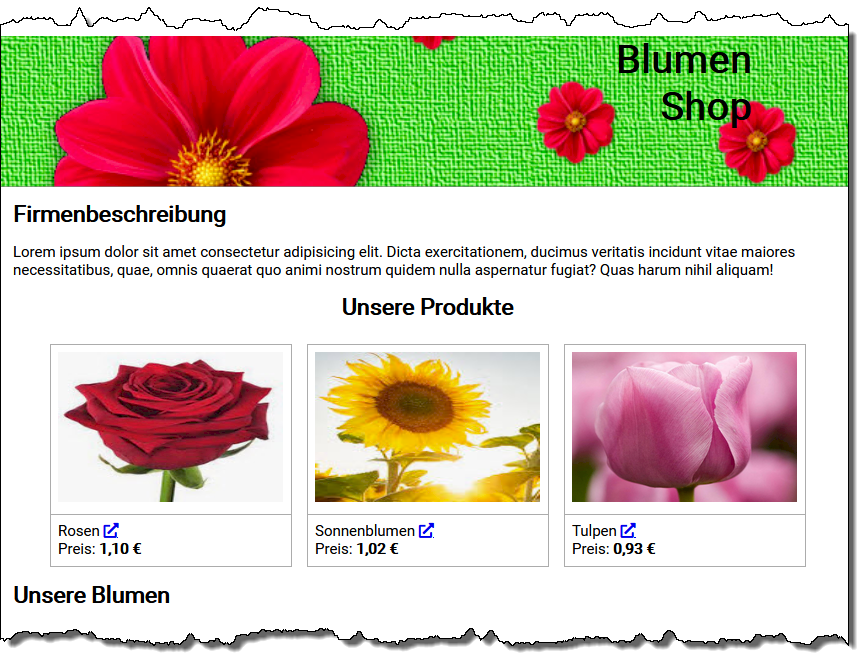 Blumen
Shop
Firmenbeschreibung
Lorem ipsum dolor sit amet consectetur adipisicing elit. Dicta exercitationem, ducimus veritatis incidunt vitae maiores
necessitatibus, quae, omnis quaerat quo animi nostrum quidem nulla aspernatur fugiat? Quas harum nihil aliquam!
Unsere Produkte
Rosen
Preis: 1,10 €
Sonnenblumen
Preis: 1,02 €
Tulpen
Preis: 0,93 €
Unsere Blumen